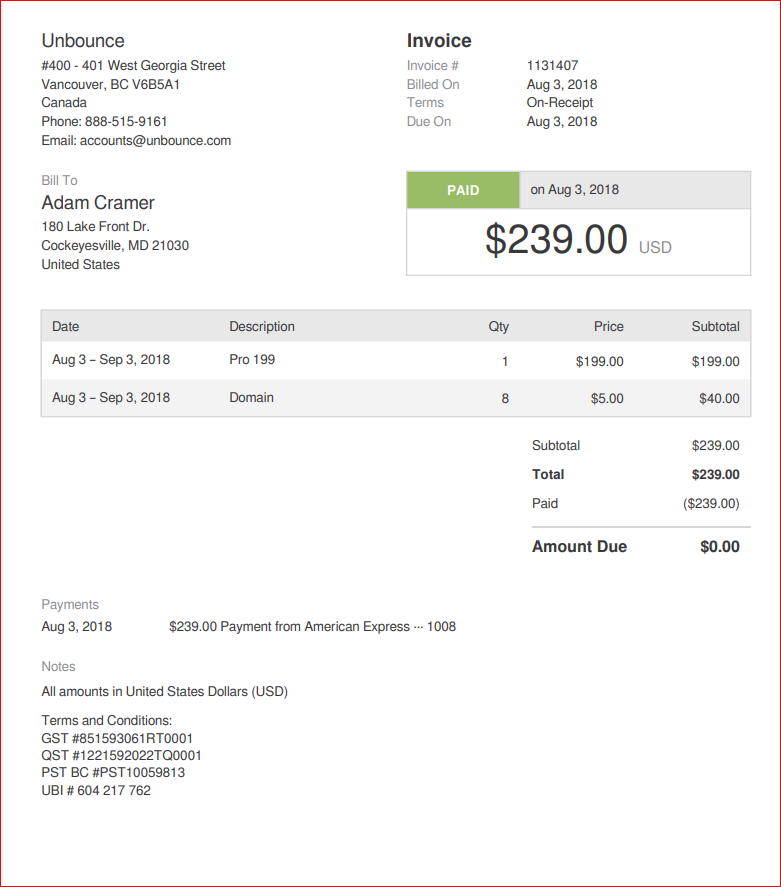 Unbounce
#400 - 401 West Georgia Street
Vancouver, BC V6B5A1
Canada
Phone: 888-515-9161
Email: accounts@unbounce.com
Invoice
Invoice # 1131407
Billed On Aug 3, 2018
Terms On-Receipt
Due On Aug 3, 2018
Bill To
Adam Cramer
180 Lake Front Dr.
Cockeyesville, MD 21030
United States
PAID on Aug 3, 2018
$239.00 USD
Date Description Qty Price Subtotal
Aug 3 – Sep 3, 2018 Pro 199 1 $199.00 $199.00
Aug 3 – Sep 3, 2018 Domain 8 $5.00 $40.00
Subtotal $239.00
Total $239.00
Paid ($239.00)
Amount Due $0.00
Payments
Aug 3, 2018 $239.00 Payment from American Express ··· 1008
Notes
All amounts in United States Dollars (USD)
Terms and Conditions:
GST #851593061RT0001
QST #1221592022TQ0001
PST BC #PST10059813
UBI # 604 217 762